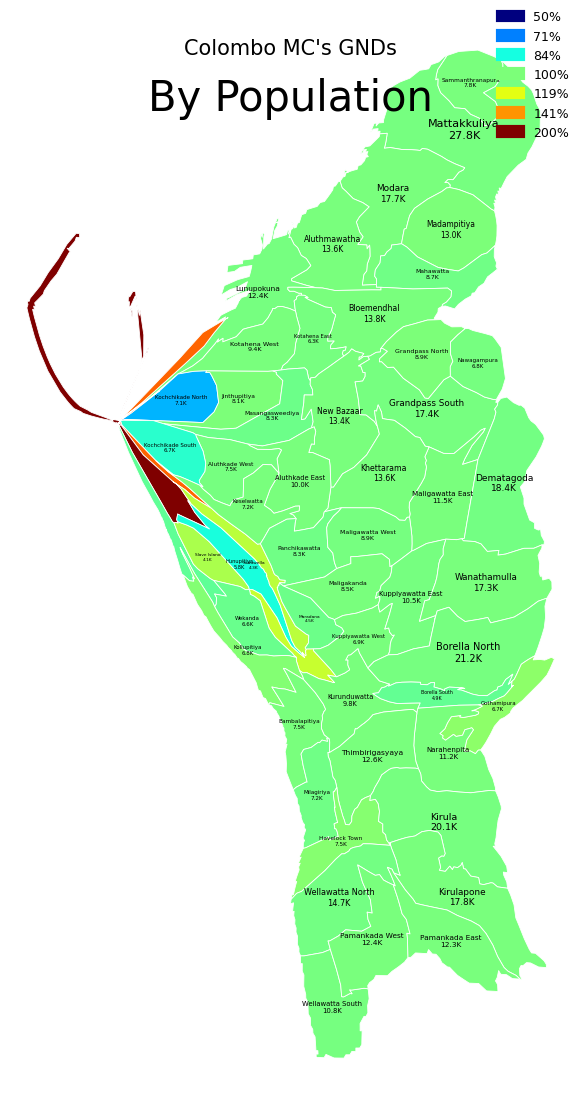 Colombo MC's GNDs
By Population
50%
71%
84%
100%
119%
141%
200%
Sammanthranapura
7.8K
Mattakkuliya
27.8K
Modara
17.7K
Madampitiya
13.0K
Aluthmawatha
13.6K
Mahawatta
8.7K
Lunupokuna
12.4K
Bloemendhal
13.8K
Kotahena East
6.3K
Kotahena West
9.4K
Grandpass North
8.9K
Nawagampura
6.8K
Kochchikade North
7.1K
Jinthupitiya
8.1K
Masangasweediya
8.3K
New Bazaar
13.4K
Grandpass South
17.4K
Kochchikade South
6.7K
Aluthkade West
7.5K
Aluthkade East
10.0K
Khettarama
13.6K
Dematagoda
18.4K
Maligawatta East
11.5K
Keselwatta
7.2K
Maligawatta West
8.9K
Panchikawatta
8.3K
Slave Island
4.1K
Hunupitiya
5.8K
Maligakanda
8.5K
Wanathamulla
17.3K
Kuppiyawatta East
10.5K
Wekanda
6.6K
Maradana
4.5K
Kuppiyawatta West
6.9K
Kollupitiya
6.6K
Borella North
21.2K
Kurunduwatta
9.8K
Borella South
4.9K
Gothamipura
6.7K
Bambalapitiya
7.5K
Thimbirigasyaya
12.6K
Narahenpita
11.2K
Milagiriya
7.2K
Kirula
20.1K
Havelock Town
7.5K
Wellawatta North
14.7K
Kirulapone
17.8K
Pamankada West
12.4K
Pamankada East
12.3K
Wellawatta South
10.8K